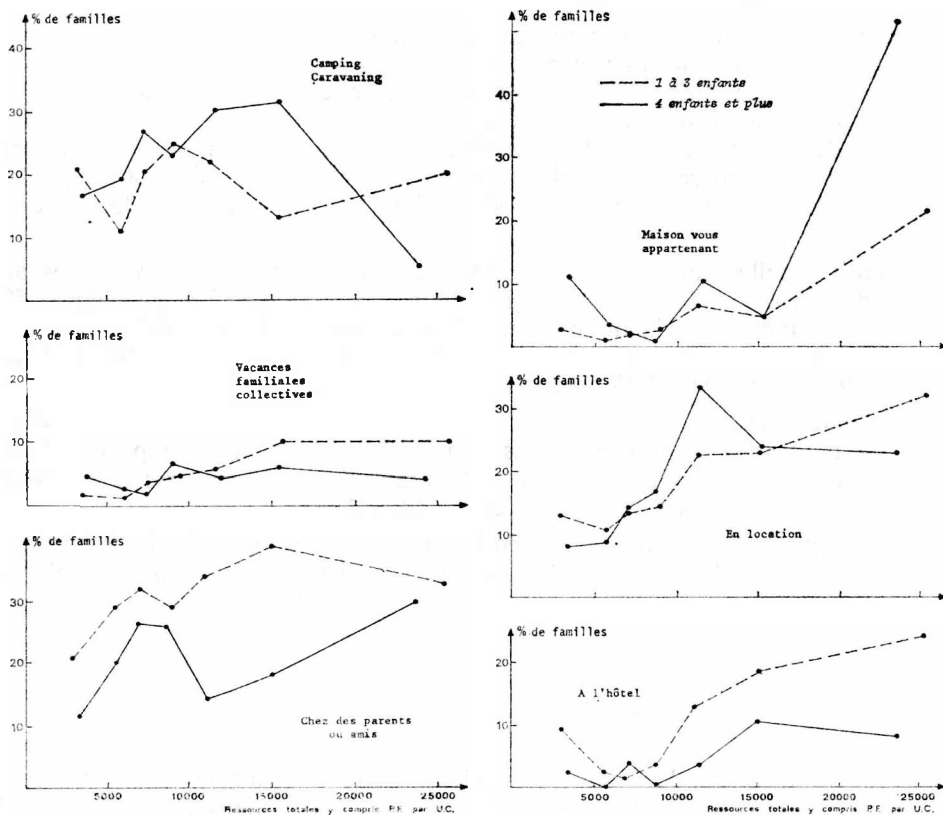 % de familles
40
30
20
10
Camping
Caravaning
% de familles
20
10
Vacances
familiales
collectives
% de familles
30
20
10
Chez des parents
ou amis
5000
10000
15000
20000
25000
Ressources totales y compris P.F. par U.C.
% de familles
50
20
10
1 à 3 enfants
4 enfants et plus
Maison vous
appartenant
% de familles
30
20
10
En location
% de familles
20
10
A l'hôtel
5000
10000
15000
20000
25000
Ressources totales y compris P.F. par U.C.